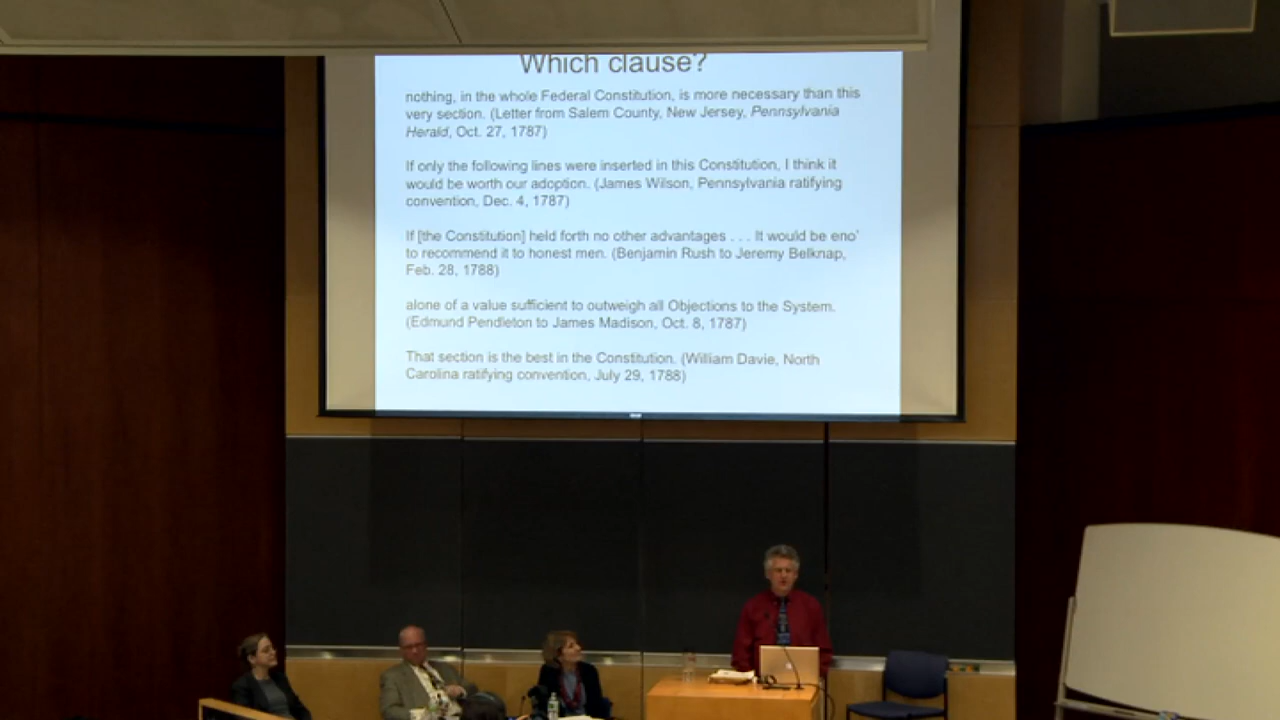 Which clause?
nothing, in the whole Federal Constitution, is more necessary than this
very section. (Letter from Salem County, New Jersey, Pennsylvania
Herald, Oct. 27, 1787)
If only the following lines were inserted in this Constitution, I think it
would be worth our adoption. (James Wilson, Pennsylvania ratifying
convention, Dec. 4, 1787)
If [the Constitution] held forth no other advantages . . . It would be eno'
to recommend it to honest men. (Benjamin Rush to Jeremy Belknap,
Feb. 28, 1788)
alone of a value sufficient to outweigh all Objections to the System.
(Edmund Pendleton to James Madison, Oct. 8, 1787)
That section is the best in the Constitution. (William Davie, North
Carolina ratifying convention, July 29, 1788)